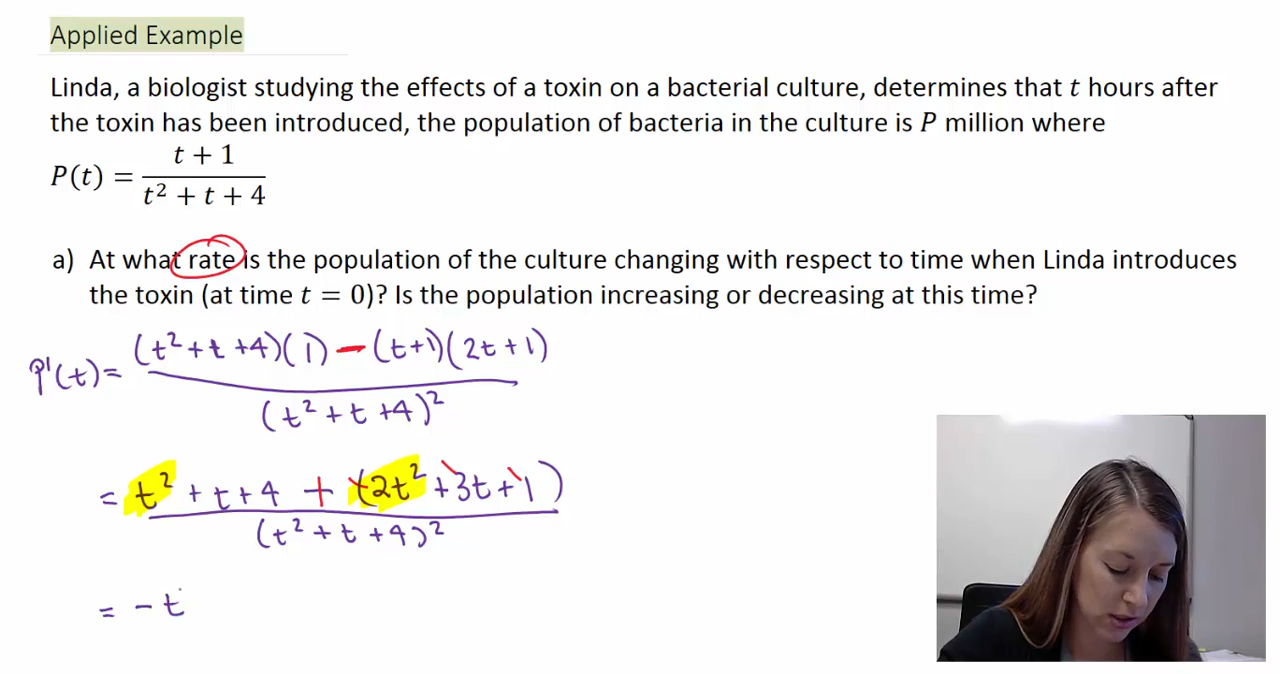 Applied Example
Linda, a biologist studying the effects of a toxin on a bacterial culture, determines that t hours after
the toxin has been introduced, the population of bacteria in the culture is P million where
P(t) = (t + 1)/(t² + t + 4)
a) At what rate is the population of the culture changing with respect to time when Linda introduces
the toxin (at time t = 0)? Is the population increasing or decreasing at this time?
P'(t) = (t² + t + 4)(1) − (t+1)(2t + 1)
(t² + t + 4)²
= t² + t + 4 + (2t² + 3t + 1)
(t² + t + 4)²
= − t